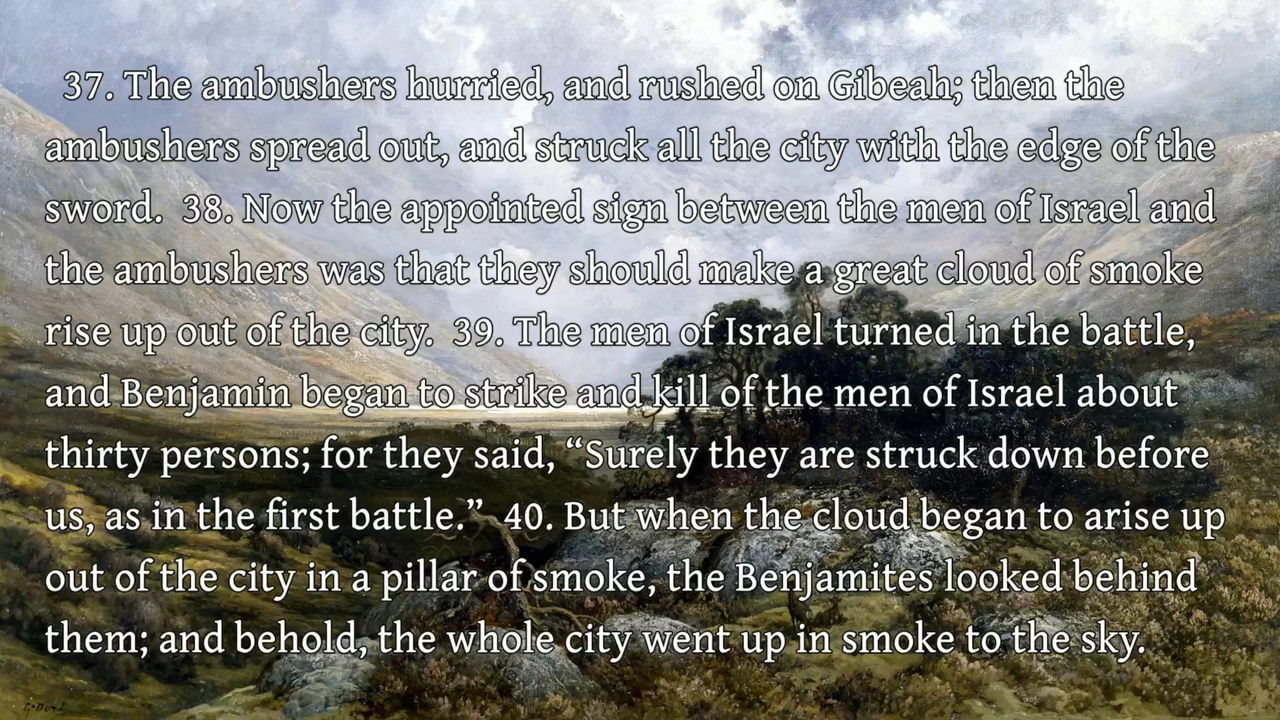 37. The ambushers hurried, and rushed on Gibeah; then the
ambushers spread out, and struck all the city with the edge of the
sword.  38. Now the appointed sign between the men of Israel and
the ambushers was that they should make a great cloud of smoke
rise up out of the city.  39. The men of Israel turned in the battle,
and Benjamin began to strike and kill of the men of Israel about
thirty persons; for they said, “Surely they are struck down before
us, as in the first battle.”  40. But when the cloud began to arise up
out of the city in a pillar of smoke, the Benjamites looked behind
them; and behold, the whole city went up in smoke to the sky.